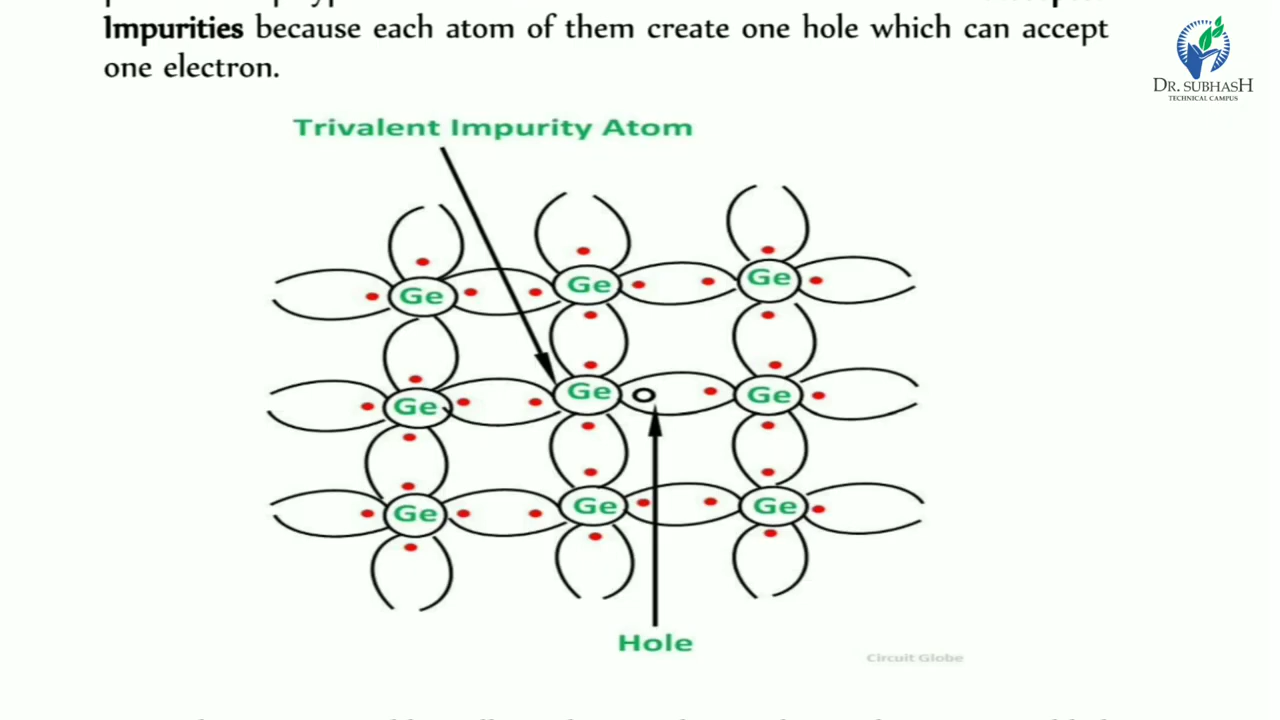 Impurities because each atom of them create one hole which can accept
one electron.
DR. SUBHASH
TECHNICAL CAMPUS
Trivalent Impurity Atom
Ge Ge Ge
Ge Ge Ge
Ge Ge Ge
Hole
Circuit Globe